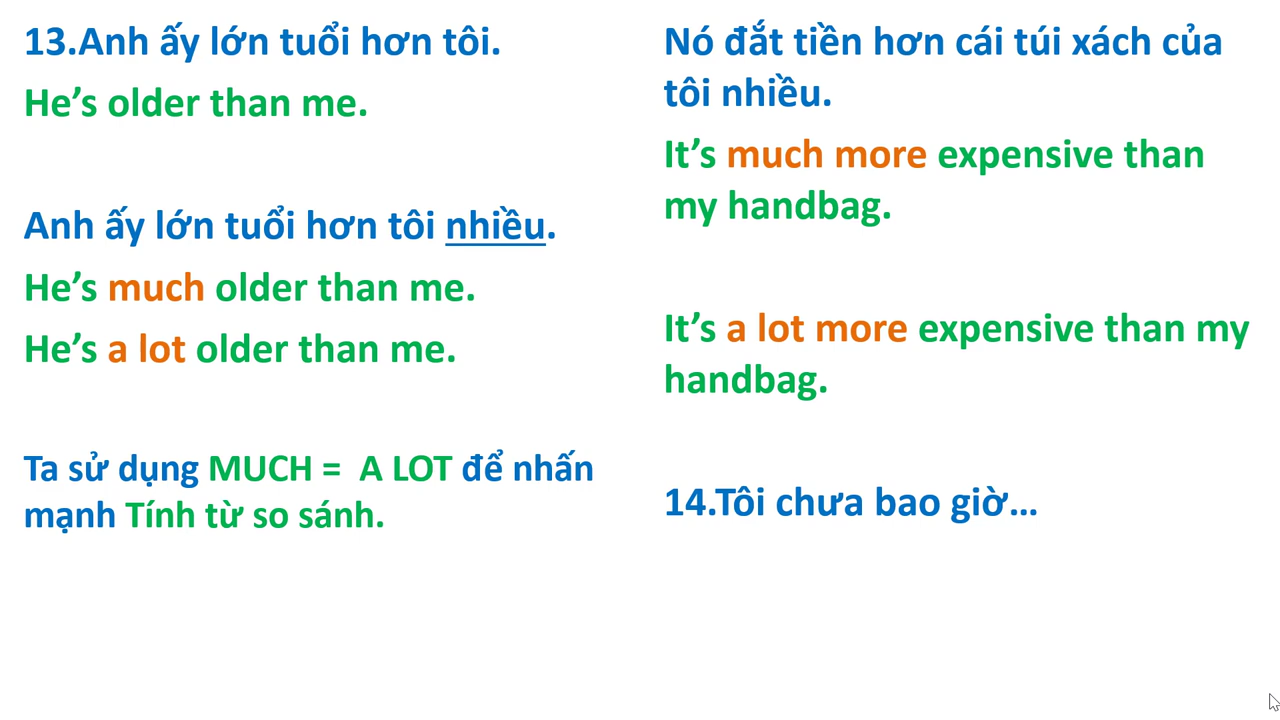 13.Anh ấy lớn tuổi hơn tôi.
He’s older than me.
Anh ấy lớn tuổi hơn tôi nhiều.
He’s much older than me.
He’s a lot older than me.
Ta sử dụng MUCH = A LOT để nhấn
mạnh Tính từ so sánh.
Nó đắt tiền hơn cái túi xách của
tôi nhiều.
It’s much more expensive than
my handbag.
It’s a lot more expensive than my
handbag.
14.Tôi chưa bao giờ…